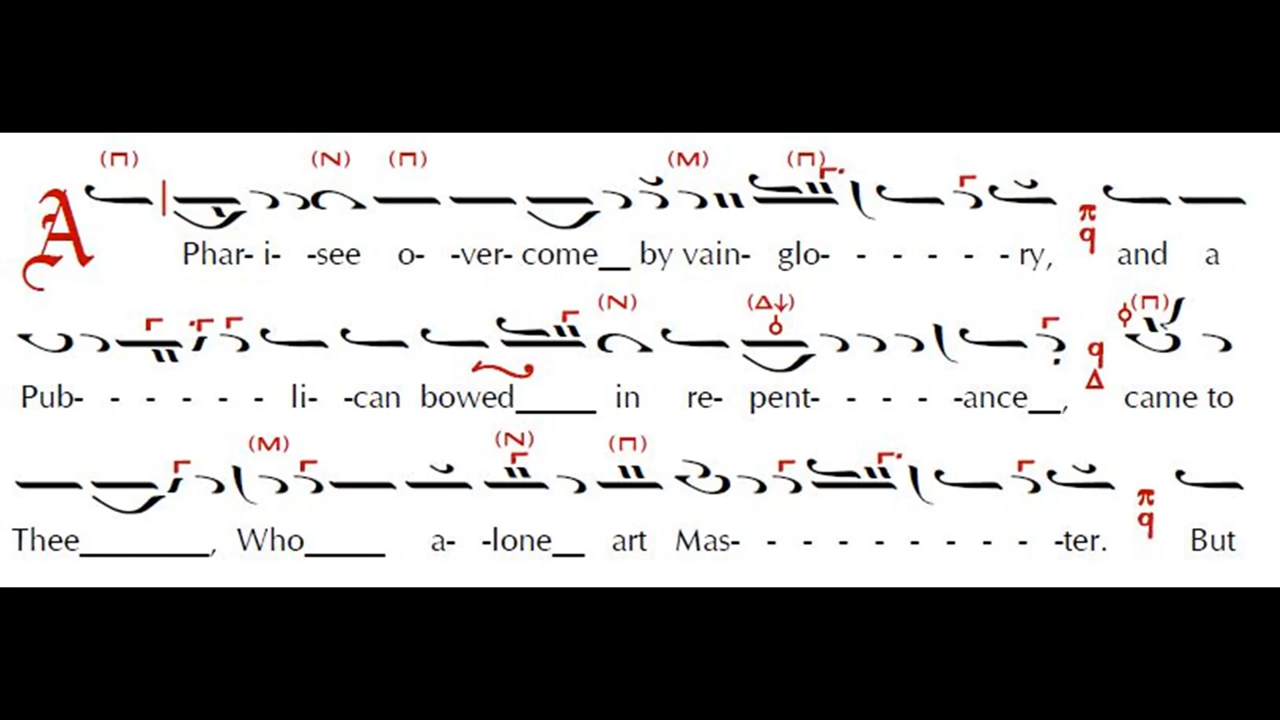 (Π) (Ν) (Π) (Μ) (Π)
A Phar- i- -see o- -ver- come__ by vain- glo- - - - - - ry, π q and a
(Ν) (Δ↓) (Π)
Pub- - - - - - li- -can bowed_____ in re- pent- - - - -ance__, q Δ came to
(Μ) (Ν) (Π)
Thee________, Who_____ a- -lone__ art Mas- - - - - - - - - -ter. π q But